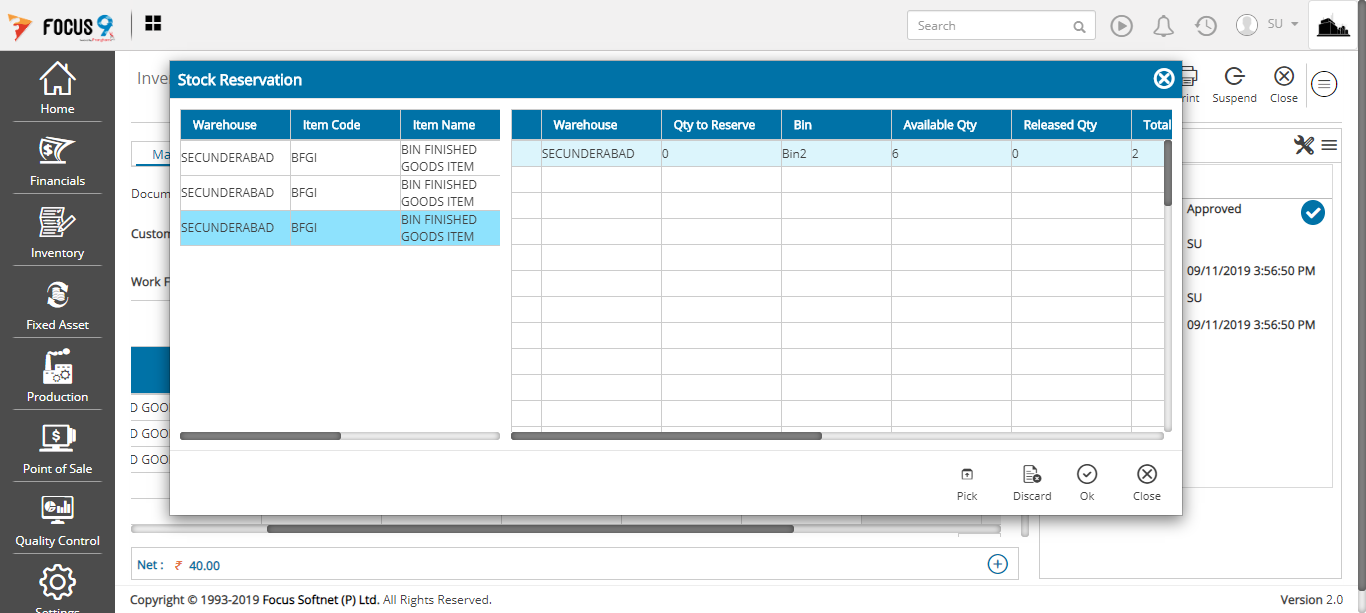 FOCUS 9
Search
SU
Home
Financials
Inventory
Fixed Asset
Production
Point of Sale
Quality Control
Settings
Inve
rint
Suspend
Close
Ma
Docum
Custom
Work F
D GOO
D GOO
D GOO
Stock Reservation
Warehouse Item Code Item Name
SECUNDERABAD BFGI BIN FINISHED
GOODS ITEM
SECUNDERABAD BFGI BIN FINISHED
GOODS ITEM
SECUNDERABAD BFGI BIN FINISHED
GOODS ITEM
Warehouse Qty to Reserve Bin Available Qty Released Qty Total
SECUNDERABAD 0 Bin2 6 0 2
Pick
Discard
Ok
Close
Approved
SU
09/11/2019 3:56:50 PM
SU
09/11/2019 3:56:50 PM
Net : ₹ 40.00
Copyright © 1993-2019 Focus Softnet (P) Ltd. All Rights Reserved.
Version 2.0